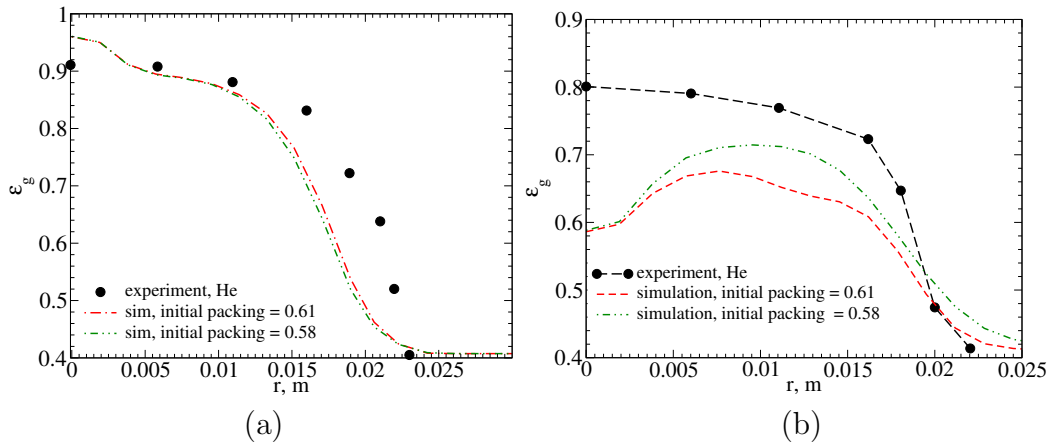 1
0.9
0.8
0.7
0.6
0.5
0.4
ε_g
experiment, He
sim, initial packing = 0.61
sim, initial packing = 0.58
0 0.005 0.01 0.015 0.02 0.025
r, m
(a)
0.9
0.8
0.7
0.6
0.5
0.4
ε_g
experiment, He
simulation, initial packing = 0.61
simulation, initial packing = 0.58
0 0.005 0.01 0.015 0.02 0.025
r, m
(b)